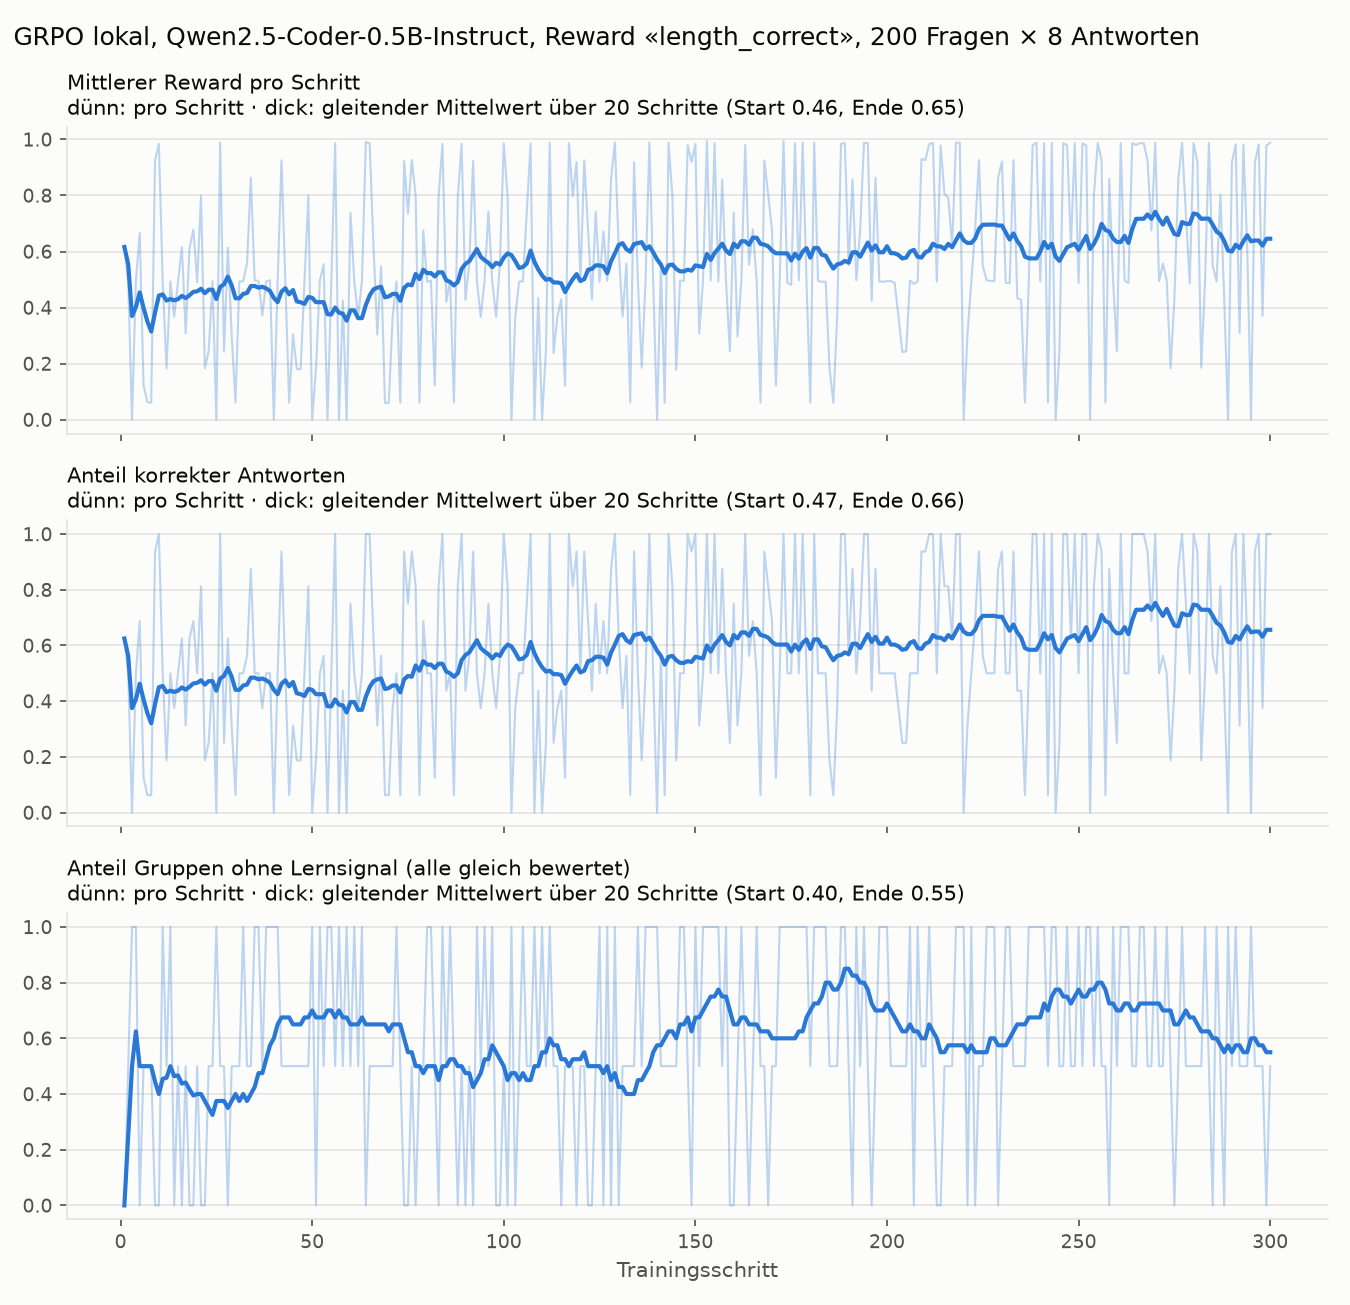 GRPO lokal, Qwen2.5-Coder-0.5B-Instruct, Reward «length_correct», 200 Fragen × 8 Antworten
Mittlerer Reward pro Schritt
dünn: pro Schritt · dick: gleitender Mittelwert über 20 Schritte (Start 0.46, Ende 0.65)
1.0
0.8
0.6
0.4
0.2
0.0
Anteil korrekter Antworten
dünn: pro Schritt · dick: gleitender Mittelwert über 20 Schritte (Start 0.47, Ende 0.66)
1.0
0.8
0.6
0.4
0.2
0.0
Anteil Gruppen ohne Lernsignal (alle gleich bewertet)
dünn: pro Schritt · dick: gleitender Mittelwert über 20 Schritte (Start 0.40, Ende 0.55)
1.0
0.8
0.6
0.4
0.2
0.0
0 50 100 150 200 250 300
Trainingsschritt